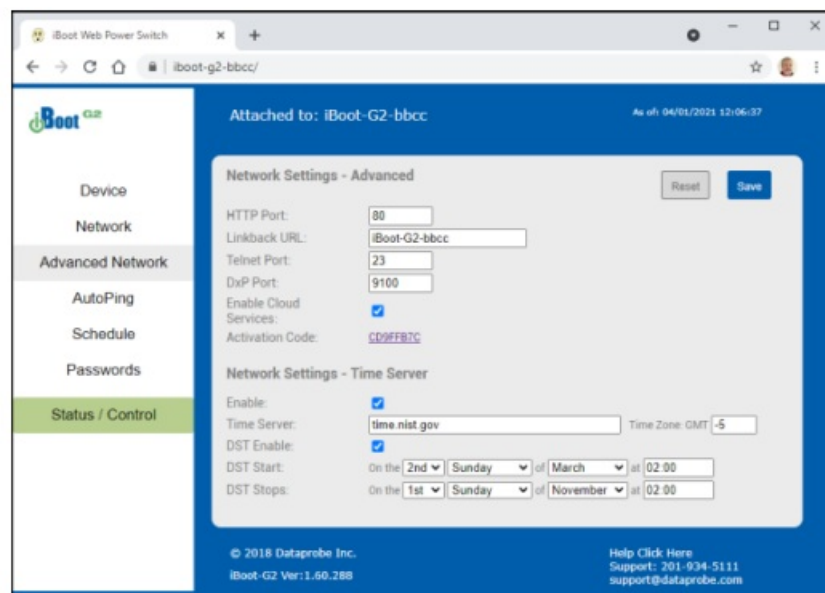 iBoot Web Power Switch
iboot-g2-bbcc/
iBoot G2
Attached to: iBoot-G2-bbcc
As of: 04/01/2021 12:06:37
Device
Network
Advanced Network
AutoPing
Schedule
Passwords
Status / Control
Network Settings - Advanced
Reset Save
HTTP Port: 80
Linkback URL: iBoot-G2-bbcc
Telnet Port: 23
DxP Port: 9100
Enable Cloud
Services:
Activation Code: CD9FFB7C
Network Settings - Time Server
Enable:
Time Server: time.nist.gov Time Zone: GMT -5
DST Enable:
DST Start: On the 2nd Sunday of March at 02:00
DST Stops: On the 1st Sunday of November at 02:00
© 2018 Dataprobe Inc.
iBoot-G2 Ver:1.60.288
Help Click Here
Support: 201-934-5111
support@dataprobe.com